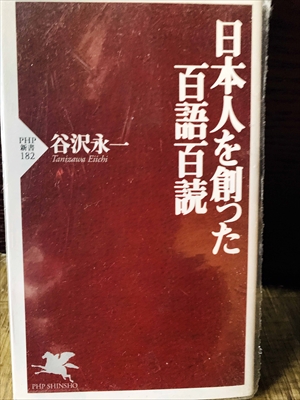 日本人を創った
百語百読
PHP
新書
182
谷沢永一
Tanizawa Eiichi
PHP SHINSHO